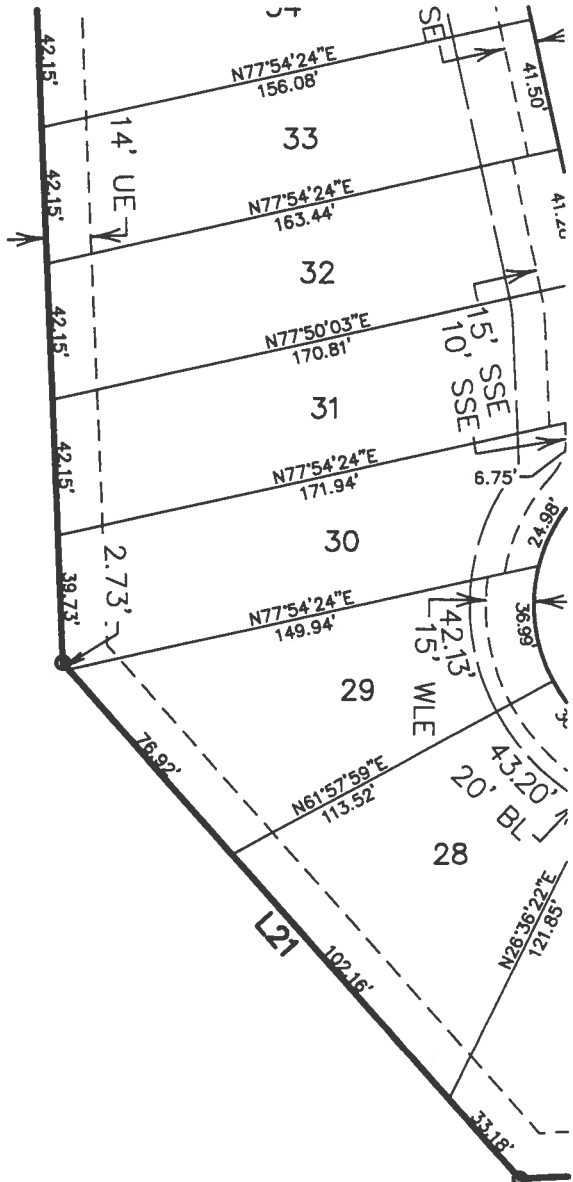 34
SE
42.15'
N77°54'24"E
156.08'
41.50'
33
14' UE
42.15'
N77°54'24"E
163.44'
41.20
32
42.15'
N77°50'03"E
170.81'
15' SSE
10' SSE
31
42.15'
N77°54'24"E
171.94'
6.75'
24.98'
30
2.73'
39.73'
N77°54'24"E
149.94'
42.13'
15' WLE
36.99'
29
76.92'
N61°57'59"E
113.52'
43.20'
20' BL
28
N26°36'22"E
121.85'
L21
102.16'
33.18'